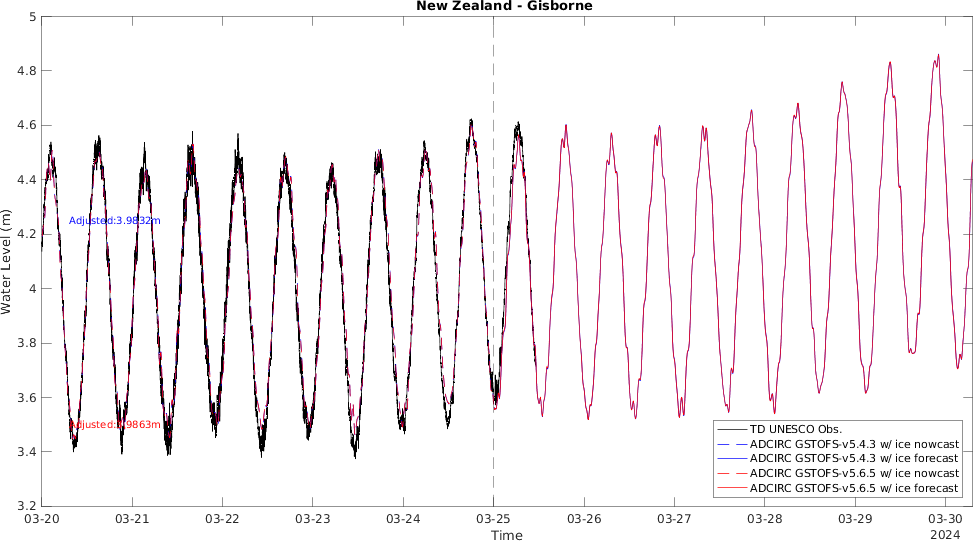 New Zealand - Gisborne
5
4.8
4.6
4.4
4.2
4
3.8
3.6
3.4
3.2
Water Level (m)
Adjusted:3.9832m
Adjusted:3.9863m
TD UNESCO Obs.
ADCIRC GSTOFS-v5.4.3 w/ ice nowcast
ADCIRC GSTOFS-v5.4.3 w/ ice forecast
ADCIRC GSTOFS-v5.6.5 w/ ice nowcast
ADCIRC GSTOFS-v5.6.5 w/ ice forecast
03-20 03-21 03-22 03-23 03-24 03-25 03-26 03-27 03-28 03-29 03-30
Time
2024